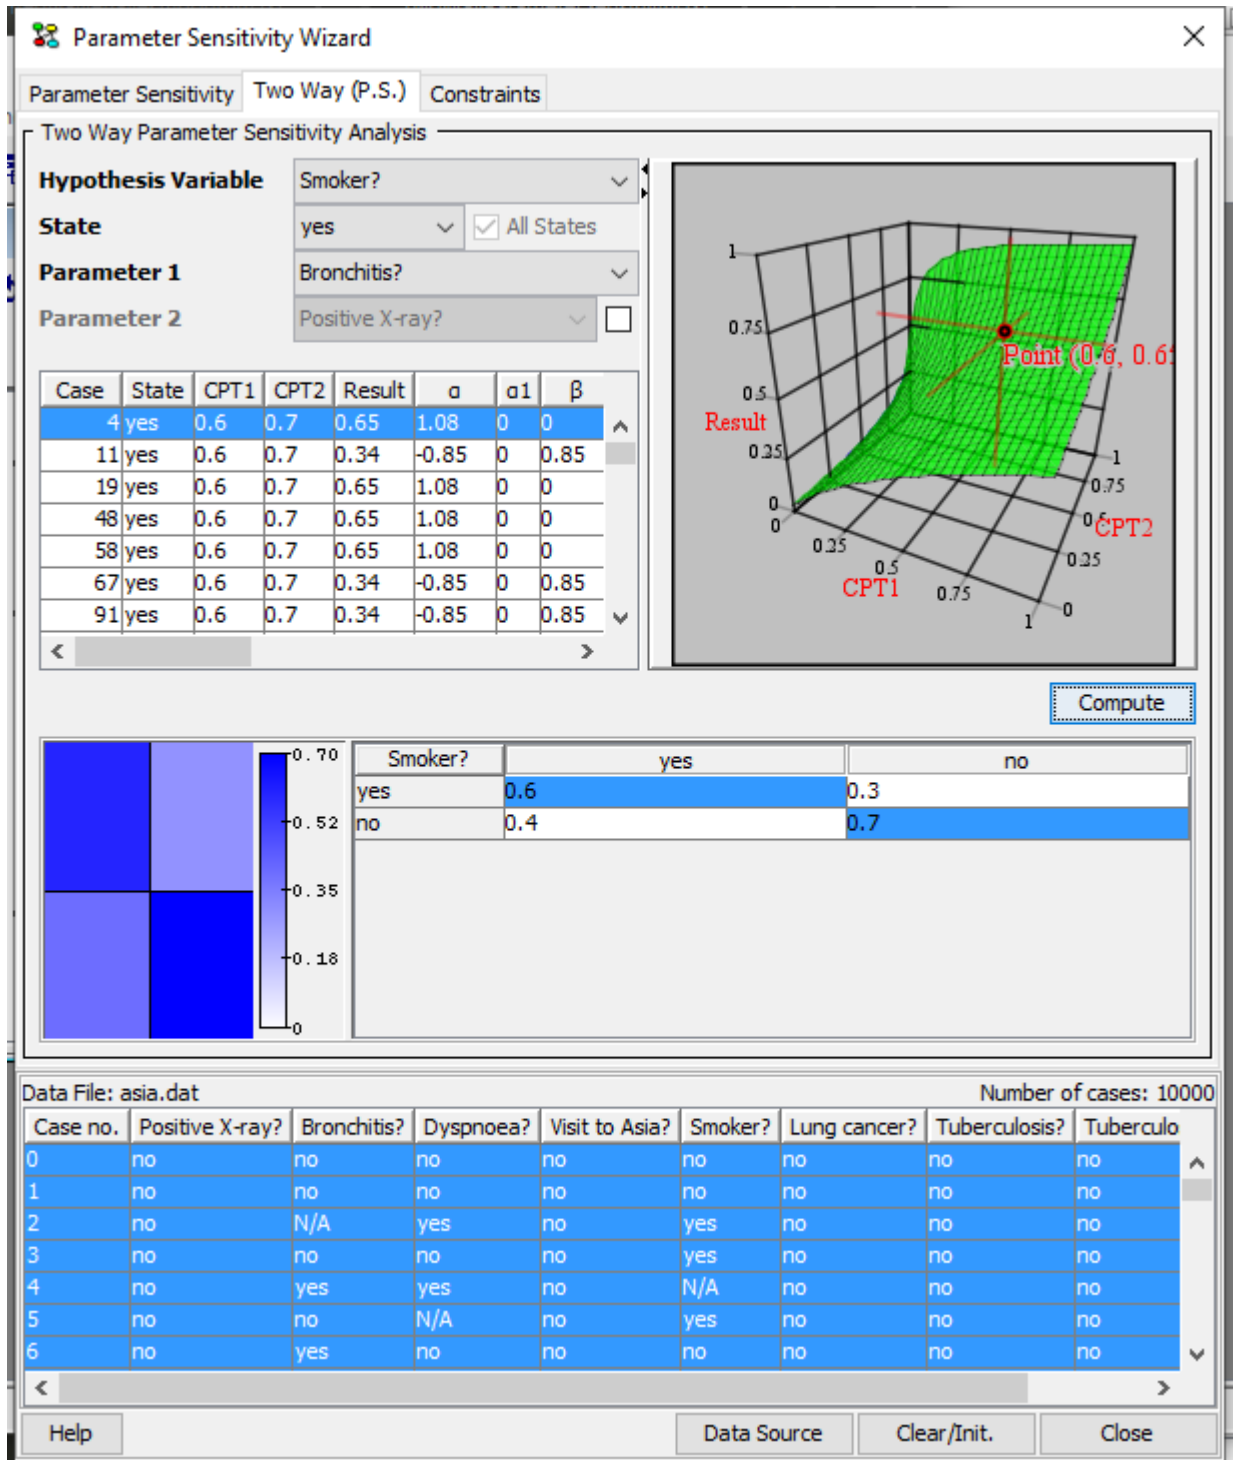 Parameter Sensitivity Wizard
Parameter Sensitivity Two Way (P.S.) Constraints
Two Way Parameter Sensitivity Analysis
Hypothesis Variable Smoker?
State yes All States
Parameter 1 Bronchitis?
Parameter 2 Positive X-ray?
Case State CPT1 CPT2 Result α α1 β
4 yes 0.6 0.7 0.65 1.08 0 0
11 yes 0.6 0.7 0.34 -0.85 0 0.85
19 yes 0.6 0.7 0.65 1.08 0 0
48 yes 0.6 0.7 0.65 1.08 0 0
58 yes 0.6 0.7 0.65 1.08 0 0
67 yes 0.6 0.7 0.34 -0.85 0 0.85
91 yes 0.6 0.7 0.34 -0.85 0 0.85
1
0.75
0.5
Result
0.25
0
0
0.25
0.5
CPT1
0.75
1
Point (0.6, 0.65
1
0.75
0.5
CPT2
0.25
0
Compute
0.70
0.52
0.35
0.18
0
Smoker? yes no
yes 0.6 0.3
no 0.4 0.7
Data File: asia.dat Number of cases: 10000
Case no. Positive X-ray? Bronchitis? Dyspnoea? Visit to Asia? Smoker? Lung cancer? Tuberculosis? Tuberculo
0 no no no no no no no no
1 no no no no no no no no
2 no N/A yes no yes no no no
3 no no no no yes no no no
4 no yes yes no N/A no no no
5 no no N/A no yes no no no
6 no yes no no no no no no
Help Data Source Clear/Init. Close